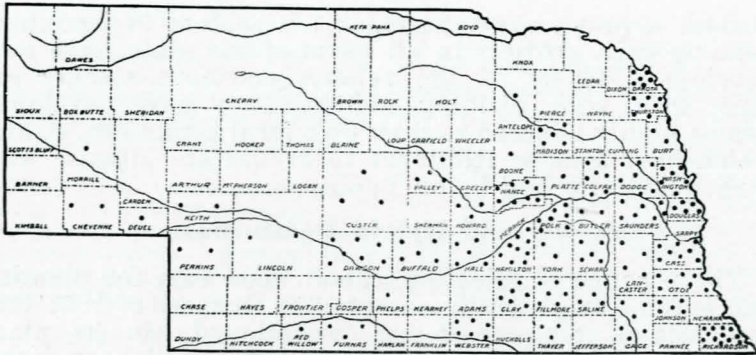 KEYA PAHA BOYD
DAWES KNOX
CEDAR
DIXON DAKOTA
SIOUX BOX BUTTE SHERIDAN CHERRY BROWN ROCK HOLT THURSTON
ANTELOPE PIERCE WAYNE
SCOTTS BLUFF GRANT HOOKER THOMAS BLAINE LOUP GARFIELD WHEELER MADISON STANTON CUMING BURT
BANNER MORRILL GARDEN ARTHUR MCPHERSON LOGAN VALLEY GREELEY BOONE NANCE PLATTE COLFAX DODGE WASHINGTON
KIMBALL CHEYENNE DEUEL KEITH CUSTER SHERMAN HOWARD MERRICK POLK BUTLER SAUNDERS DOUGLAS
SARPY
PERKINS LINCOLN DAWSON BUFFALO HALL HAMILTON YORK SEWARD CASS
LANCASTER OTOE
CHASE HAYES FRONTIER GOSPER PHELPS KEARNEY ADAMS CLAY FILLMORE SALINE
JOHNSON NEMAHA
DUNDY HITCHCOCK RED WILLOW FURNAS HARLAN FRANKLIN WEBSTER NUCKOLLS THAYER JEFFERSON GAGE PAWNEE RICHARDSON